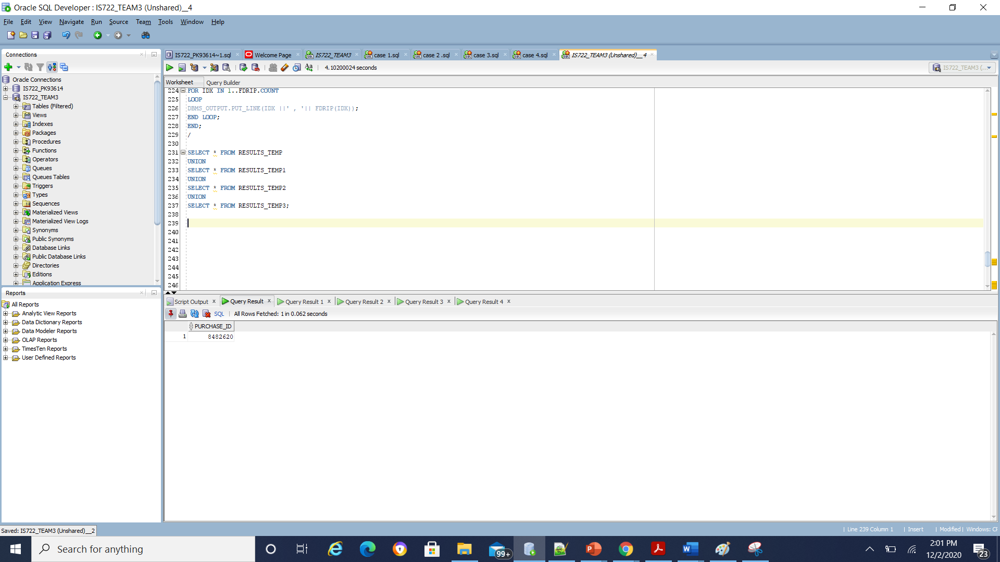 Oracle SQL Developer : IS722_TEAM3 (Unshared)__4
File Edit View Navigate Run Source Team Tools Window Help
Connections
Oracle Connections
IS722_PK93614
IS722_TEAM3
Tables (Filtered)
Views
Indexes
Packages
Procedures
Functions
Operators
Queues
Queues Tables
Triggers
Types
Sequences
Materialized Views
Materialized View Logs
Synonyms
Public Synonyms
Database Links
Public Database Links
Directories
Editions
Application Express
Reports
All Reports
Analytic View Reports
Data Dictionary Reports
Data Modeler Reports
OLAP Reports
TimesTen Reports
User Defined Reports
IS722_PK93614~1.sql Welcome Page IS722_TEAM3 case 1.sql case 2 .sql case 3.sql case 4.sql IS722_TEAM3 (Unshared)__4
4.10200024 seconds
IS722_TEAM3 (...
Worksheet Query Builder
224 FOR IDX IN 1..FDRIP.COUNT
225 LOOP
226 DBMS_OUTPUT.PUT_LINE(IDX ||' , '|| FDRIP(IDX));
227 END LOOP;
228 END;
229 /
230
231 SELECT * FROM RESULTS_TEMP
232 UNION
233 SELECT * FROM RESULTS_TEMP1
234 UNION
235 SELECT * FROM RESULTS_TEMP2
236 UNION
237 SELECT * FROM RESULTS_TEMP3;
238
239
240
241
242
243
244
245
246
Script Output Query Result Query Result 1 Query Result 2 Query Result 3 Query Result 4
SQL All Rows Fetched: 1 in 0.062 seconds
PURCHASE_ID
1 8482620
Saved: IS722_TEAM3 (Unshared)__2
Line 239 Column 1 Insert Modified Windows:
Search for anything
99+
2:01 PM
12/2/2020
23